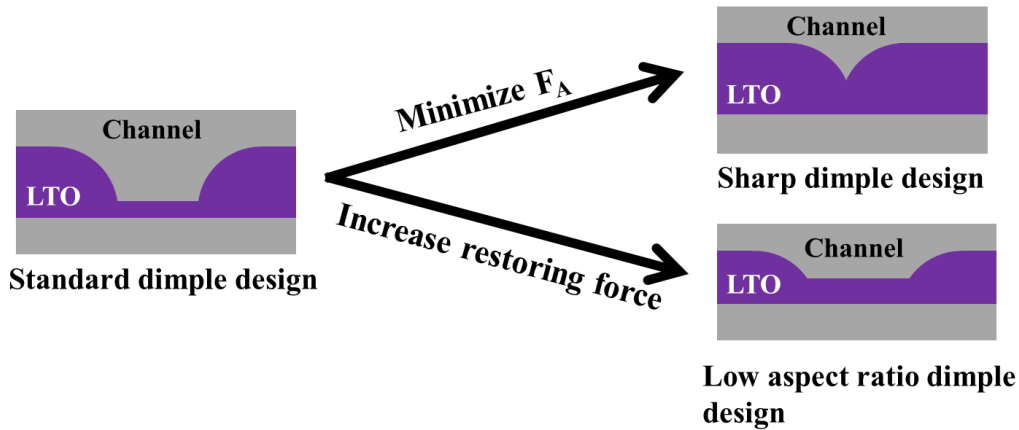 Channel
LTO
Standard dimple design
Minimize F_A
Increase restoring force
Channel
LTO
Sharp dimple design
Channel
LTO
Low aspect ratio dimple
design